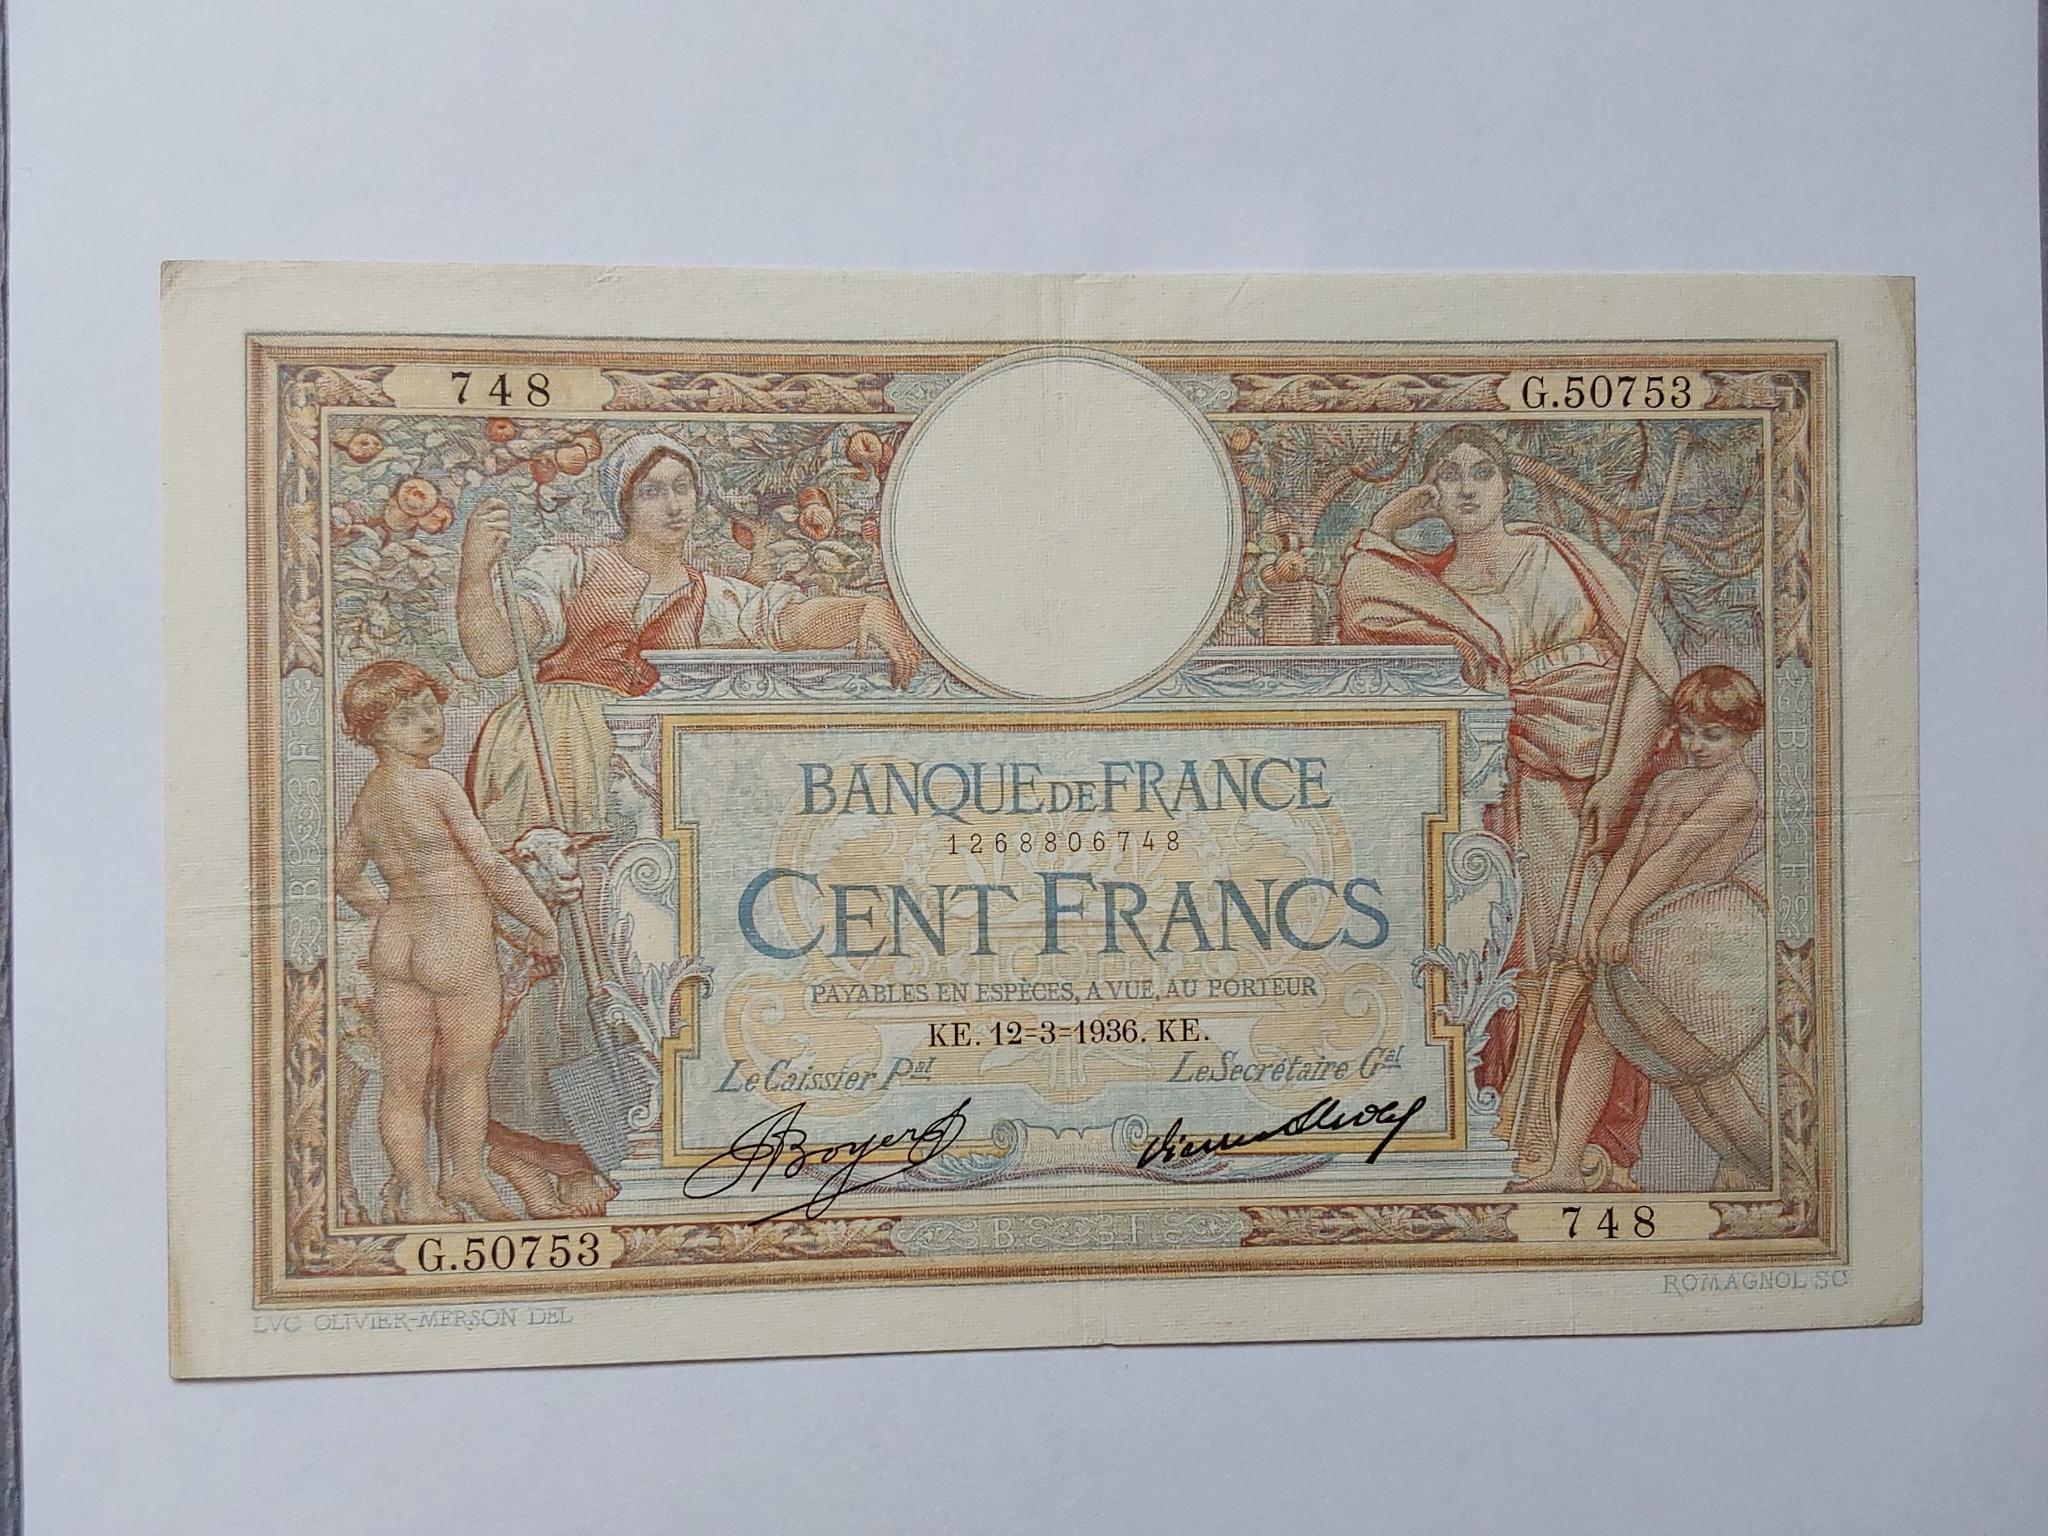 748
G.50753
BANQUE DE FRANCE
1268806748
CENT FRANCS
PAYABLES EN ESPÈCES, A VUE, AU PORTEUR
KE. 12=3=1936. KE.
Le Caissier Pal
Le Secrétaire Gal
Boyer
G.50753
B F
748
LVC OLIVIER-MERSON DEL
ROMAGNOL SC
B F
B F